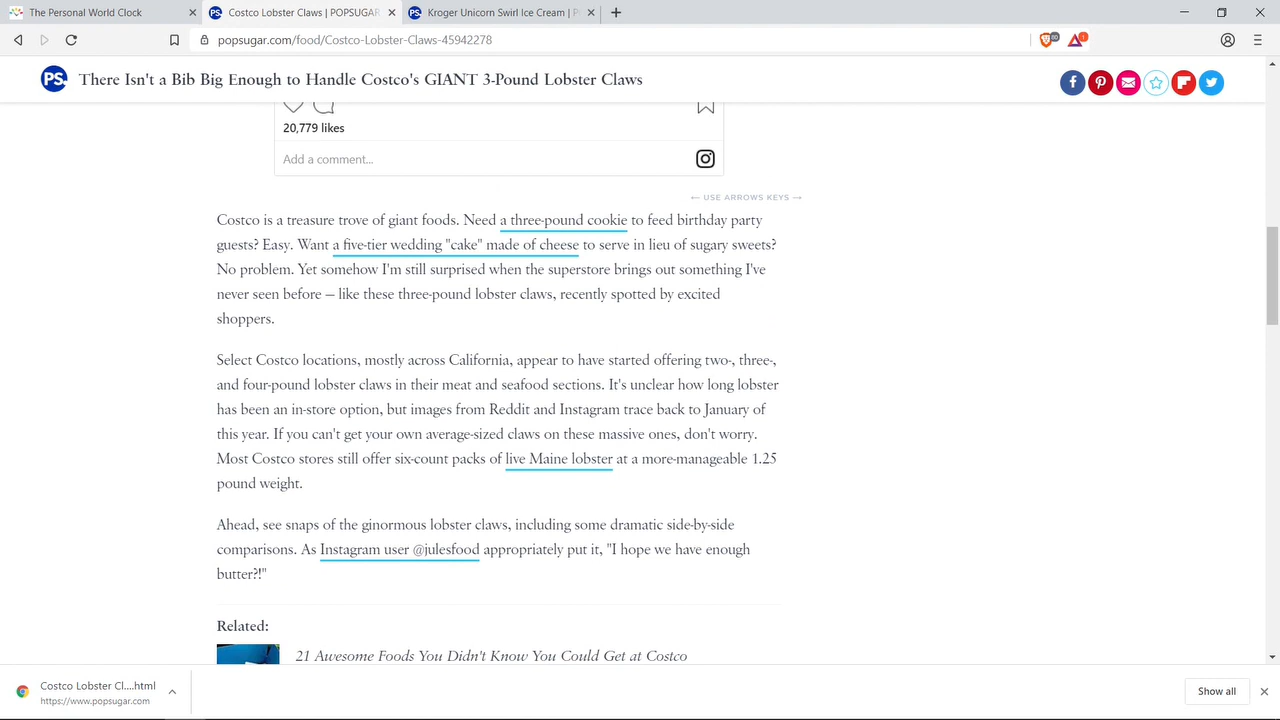 The Personal World Clock
Costco Lobster Claws | POPSUGAR
Kroger Unicorn Swirl Ice Cream | P
popsugar.com/food/Costco-Lobster-Claws-45942278
80
1
PS. There Isn't a Bib Big Enough to Handle Costco's GIANT 3-Pound Lobster Claws
20,779 likes
Add a comment...
← USE ARROWS KEYS →
Costco is a treasure trove of giant foods. Need a three-pound cookie to feed birthday party
guests? Easy. Want a five-tier wedding "cake" made of cheese to serve in lieu of sugary sweets?
No problem. Yet somehow I'm still surprised when the superstore brings out something I've
never seen before — like these three-pound lobster claws, recently spotted by excited
shoppers.
Select Costco locations, mostly across California, appear to have started offering two-, three-,
and four-pound lobster claws in their meat and seafood sections. It's unclear how long lobster
has been an in-store option, but images from Reddit and Instagram trace back to January of
this year. If you can't get your own average-sized claws on these massive ones, don't worry.
Most Costco stores still offer six-count packs of live Maine lobster at a more-manageable 1.25
pound weight.
Ahead, see snaps of the ginormous lobster claws, including some dramatic side-by-side
comparisons. As Instagram user @julesfood appropriately put it, "I hope we have enough
butter?!"
Related:
21 Awesome Foods You Didn't Know You Could Get at Costco
Costco Lobster Cl....html
https://www.popsugar.com
Show all